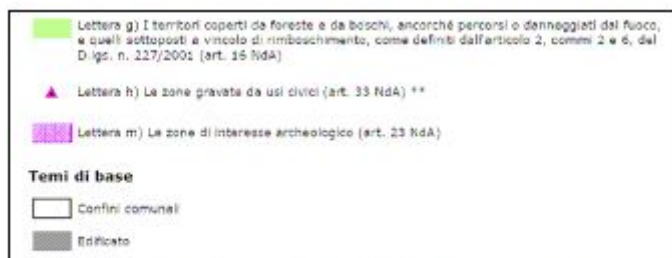 Lettera g) I territori coperti da foreste e da boschi, ancorché percorsi o danneggiati dal fuoco,
e quelli sottoposti a vincolo di rimboschimento, come definiti dall'articolo 2, commi 2 e 6, del
D.lgs. n. 227/2001 (art. 16 NdA)
Lettera h) Le zone gravate da usi civici (art. 33 NdA) **
Lettera m) Le zone di interesse archeologico (art. 23 NdA)
Temi di base
Confini comunali
Edificato